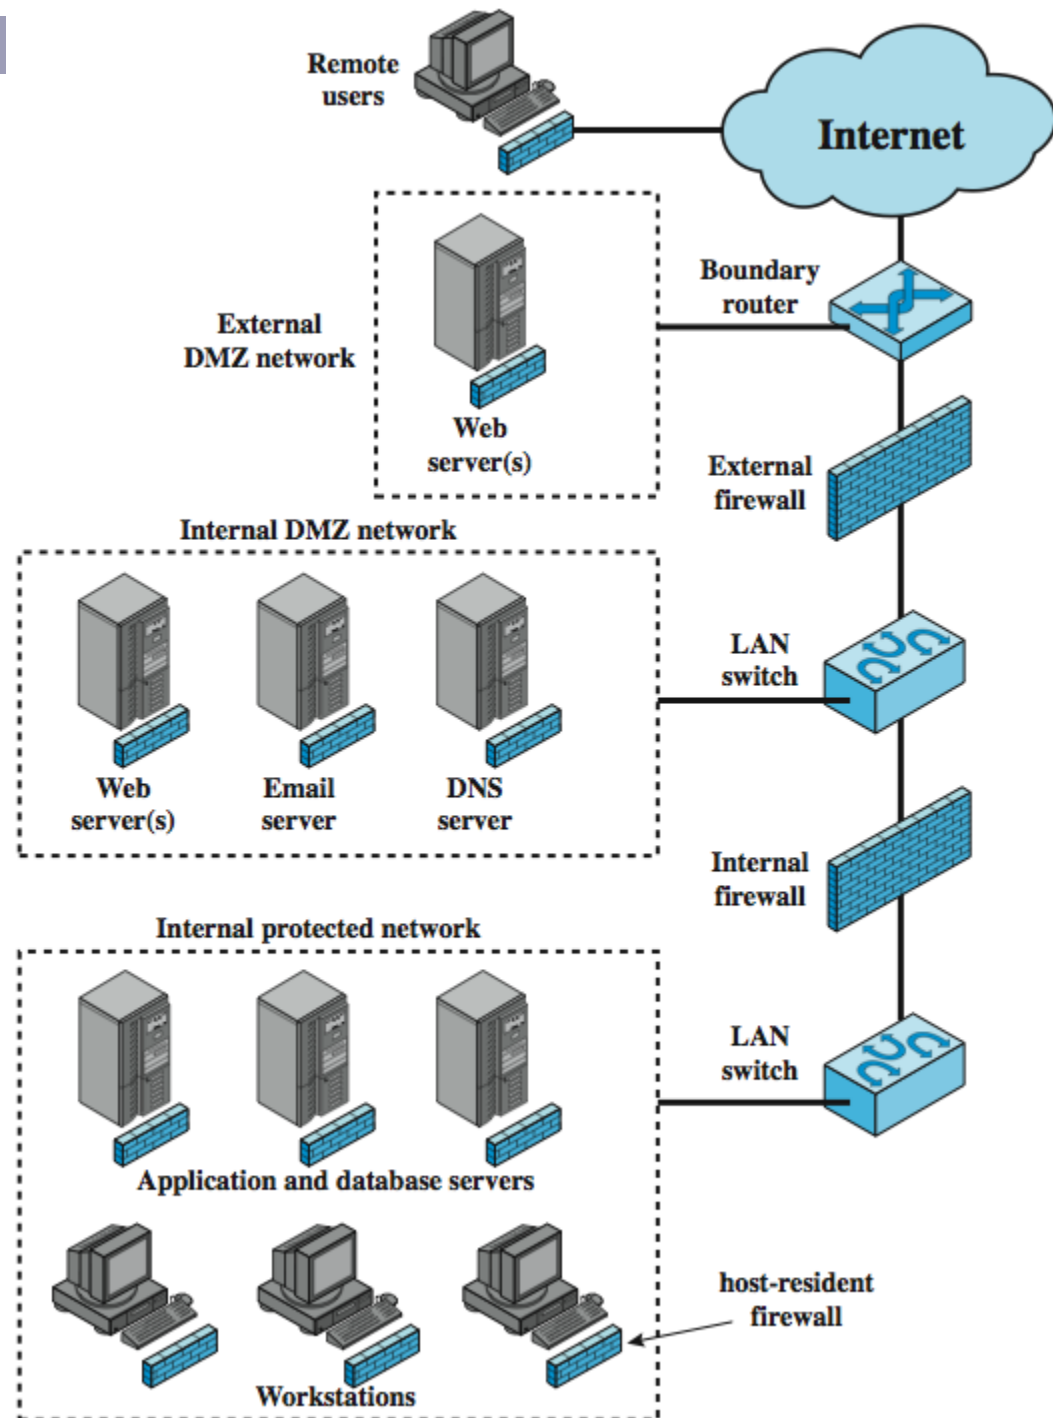 Remote
users
Internet
Boundary
router
External
DMZ network
Web
server(s)
External
firewall
Internal DMZ network
LAN
switch
Web
server(s)
Email
server
DNS
server
Internal
firewall
Internal protected network
LAN
switch
Application and database servers
host-resident
firewall
Workstations